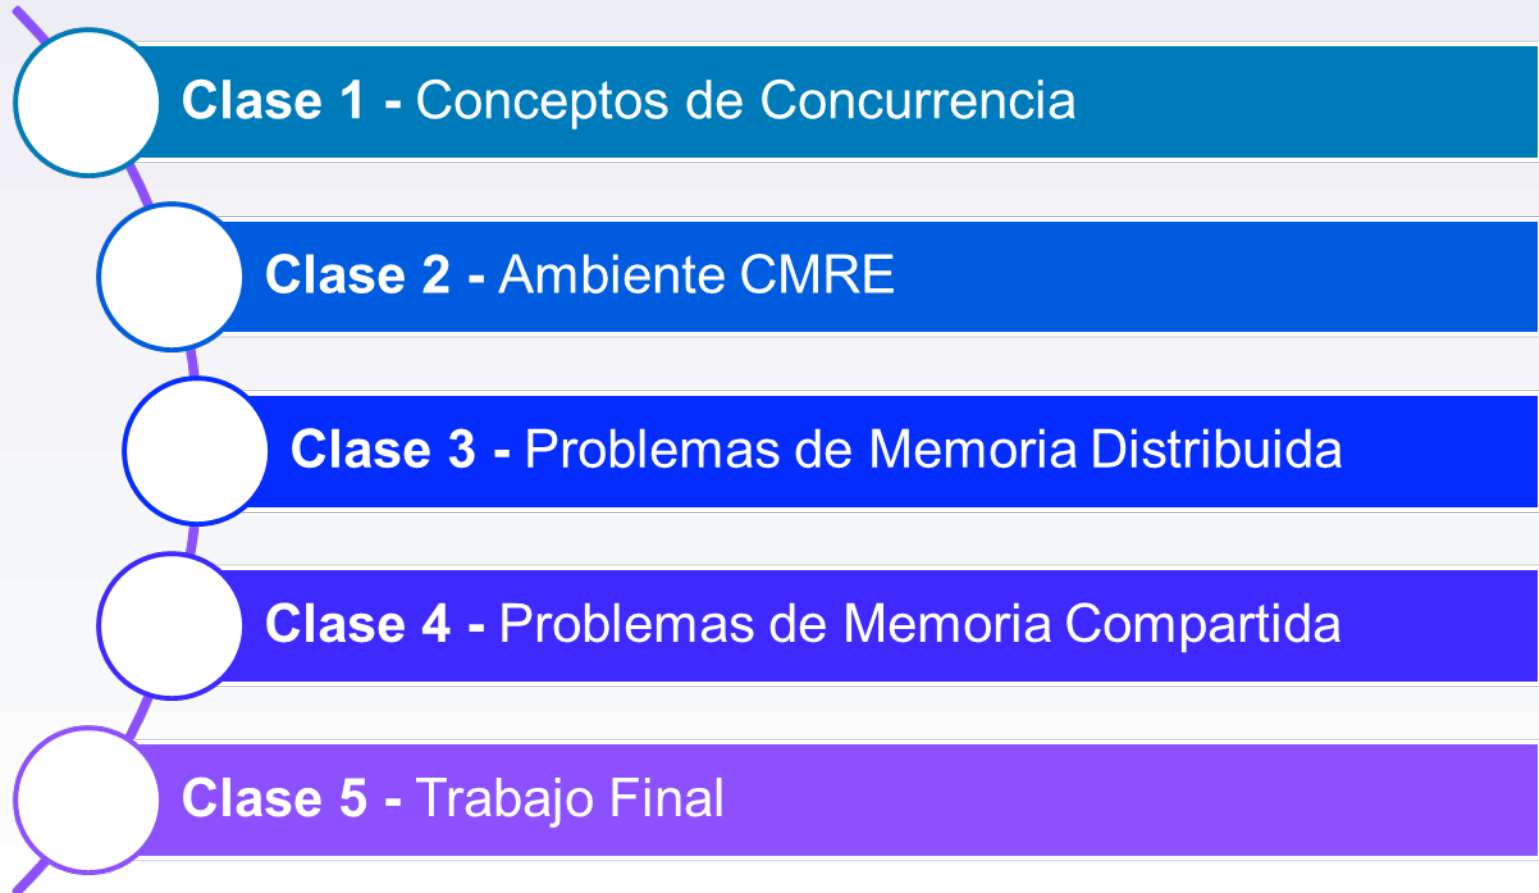 Clase 1 - Conceptos de Concurrencia
Clase 2 - Ambiente CMRE
Clase 3 - Problemas de Memoria Distribuida
Clase 4 - Problemas de Memoria Compartida
Clase 5 - Trabajo Final